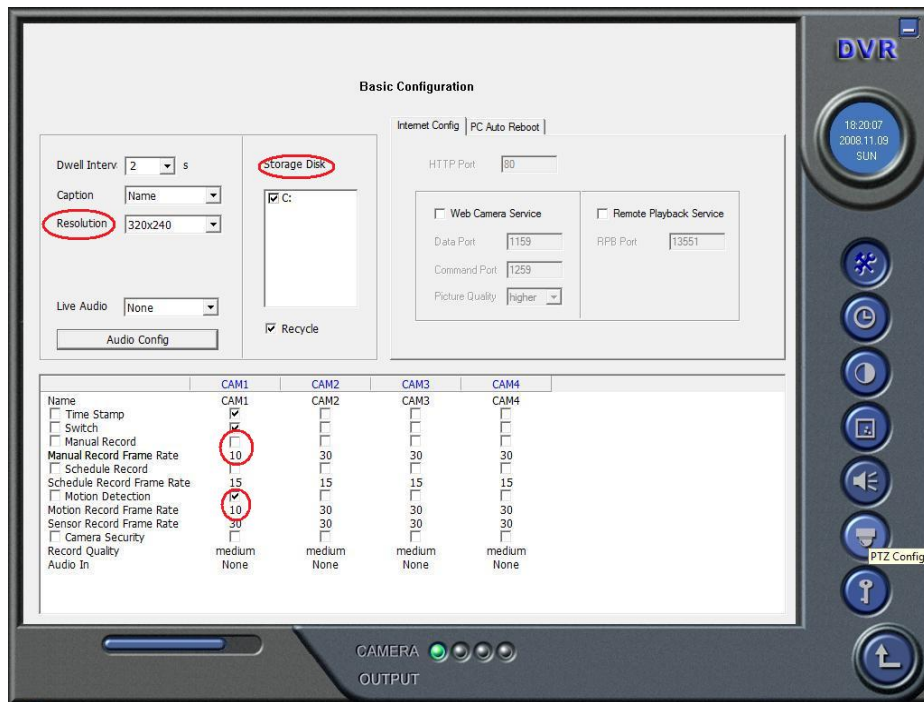 DVR
18:20:07
2008.11.09
SUN
Basic Configuration
Internet Config PC Auto Reboot
Dwell Interv 2 s
Storage Disk
HTTP Port 80
Caption Name
C:
Resolution 320x240
Web Camera Service Remote Playback Service
Data Port 1159 RPB Port 13551
Command Port 1259
Picture Quality higher
Live Audio None
Recycle
Audio Config
CAM1 CAM2 CAM3 CAM4
Name CAM1 CAM2 CAM3 CAM4
Time Stamp
Switch
Manual Record
Manual Record Frame Rate 10 30 30 30
Schedule Record
Schedule Record Frame Rate 15 15 15 15
Motion Detection
Motion Record Frame Rate 10 30 30 30
Sensor Record Frame Rate 30 30 30 30
Camera Security
Record Quality medium medium medium medium
Audio In None None None None
PTZ Config
CAMERA
OUTPUT